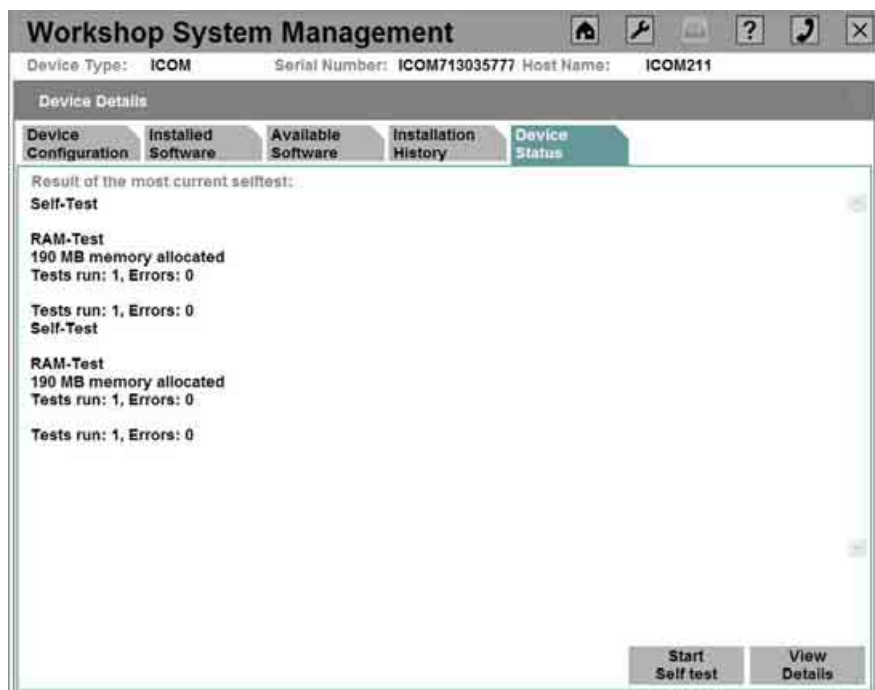 Workshop System Management
?
Device Type: ICOM Serial Number: ICOM713035777 Host Name: ICOM211
Device Details
Device Configuration
Installed Software
Available Software
Installation History
Device Status
Result of the most current selftest:
Self-Test
RAM-Test
190 MB memory allocated
Tests run: 1, Errors: 0
Tests run: 1, Errors: 0
Self-Test
RAM-Test
190 MB memory allocated
Tests run: 1, Errors: 0
Tests run: 1, Errors: 0
Start Self test
View Details